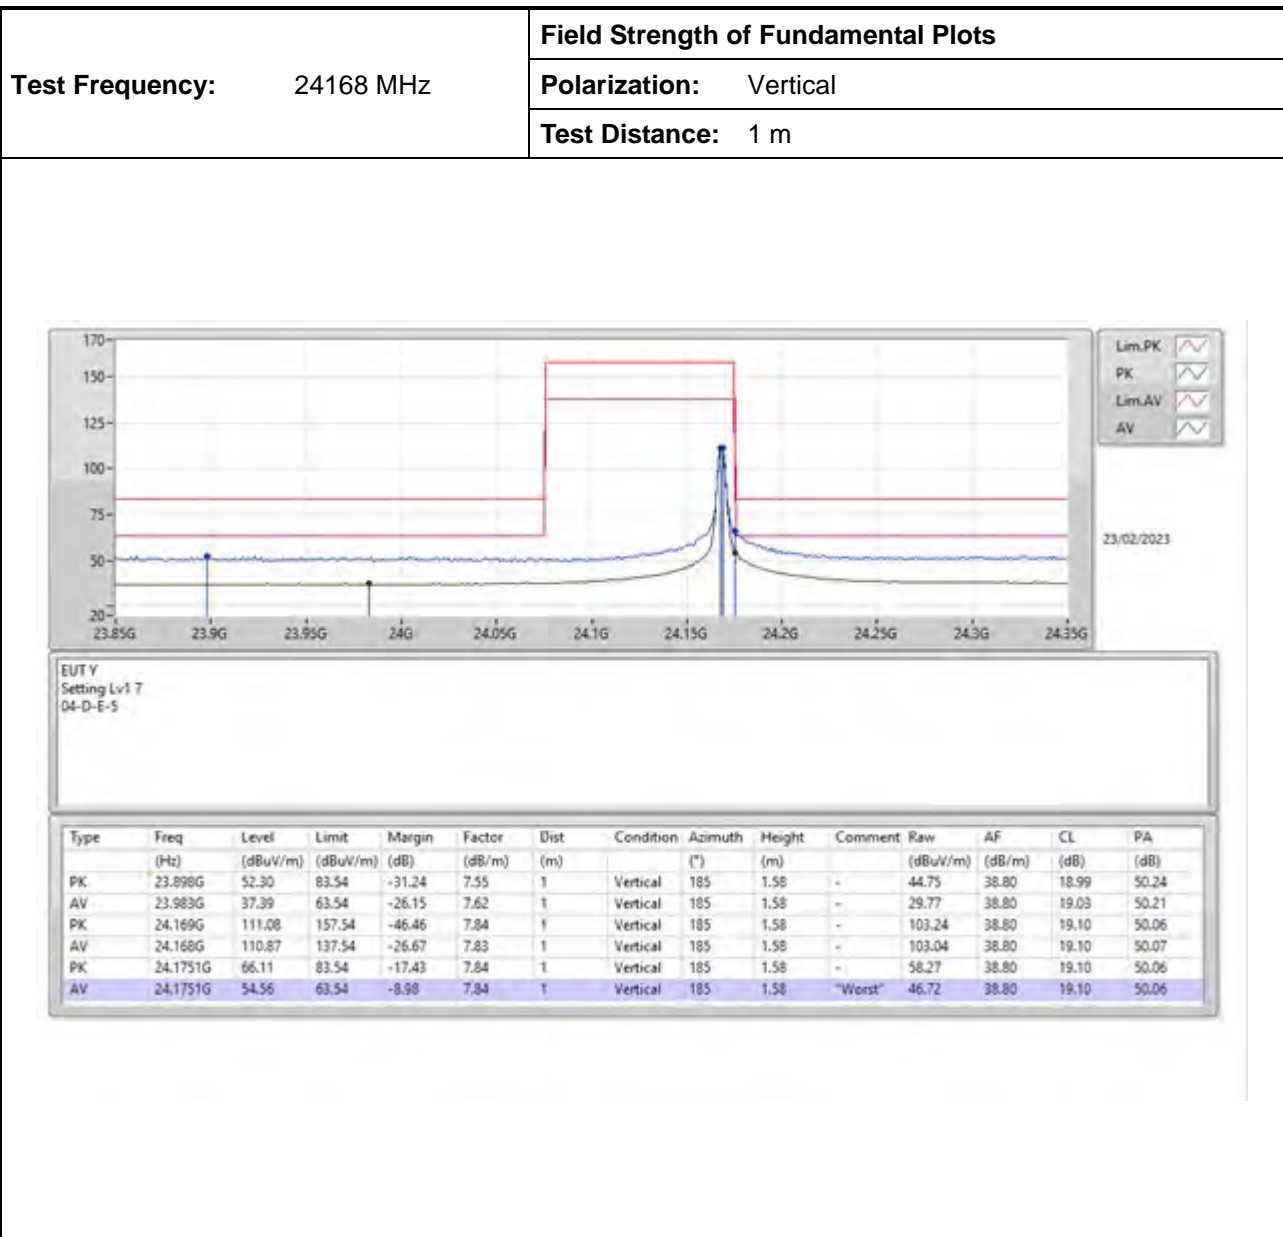 Field Strength of Fundamental Plots
Test Frequency: 24168 MHz
Polarization: Vertical
Test Distance: 1 m
170
150
125
100
75
50
20
23.85G 23.9G 23.95G 24G 24.05G 24.1G 24.15G 24.2G 24.25G 24.3G 24.35G
Lim.PK
PK
Lim.AV
AV
23/02/2023
EUT Y
Setting Lv1 7
04-D-E-5
Type Freq Level Limit Margin Factor Dist Condition Azimuth Height Comment Raw AF CL PA
(Hz) (dBuV/m) (dBuV/m) (dB) (dB/m) (m) (°) (m) (dBuV/m) (dB/m) (dB) (dB)
PK 23.898G 52.30 83.54 -31.24 7.55 1 Vertical 185 1.58 - 44.75 38.80 18.99 50.24
AV 23.983G 37.39 63.54 -26.15 7.62 1 Vertical 185 1.58 - 29.77 38.80 19.03 50.21
PK 24.169G 111.08 157.54 -46.46 7.84 1 Vertical 185 1.58 - 103.24 38.80 19.10 50.06
AV 24.168G 110.87 137.54 -26.67 7.83 1 Vertical 185 1.58 - 103.04 38.80 19.10 50.07
PK 24.1751G 66.11 83.54 -17.43 7.84 1 Vertical 185 1.58 - 58.27 38.80 19.10 50.06
AV 24.1751G 54.56 63.54 -8.98 7.84 1 Vertical 185 1.58 "Worst" 46.72 38.80 19.10 50.06